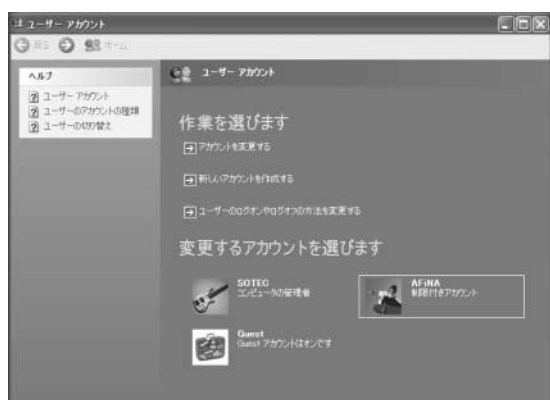 ユーザー アカウント
戻る
ホーム
ヘルプ
ユーザー アカウント
ユーザーのアカウントの種類
ユーザーの切り替え
ユーザー アカウント
作業を選びます
アカウントを変更する
新しいアカウントを作成する
ユーザーのログオンやログオフの方法を変更する
変更するアカウントを選びます
SOTEC
コンピュータの管理者
AFiNA
制限付きアカウント
Guest
Guest アカウントはオンです